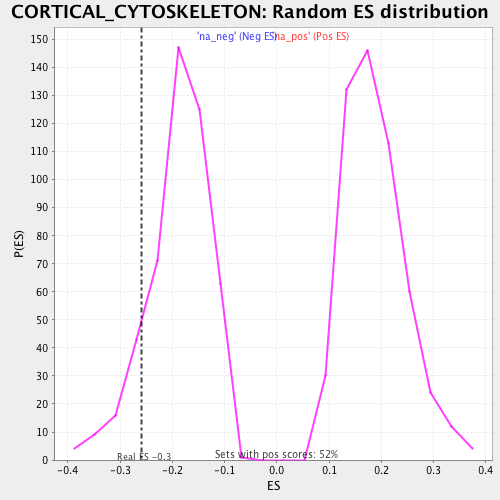 CORTICAL_CYTOSKELETON: Random ES distribution
'na_neg' (Neg ES)
na_pos' (Pos ES)
150
140
130
120
110
100
90
80
70
60
50
40
30
20
10
0
P(ES)
Real ES -0.3
Sets with pos scores: 52%
-0.4 -0.3 -0.2 -0.1 0.0 0.1 0.2 0.3 0.4
ES